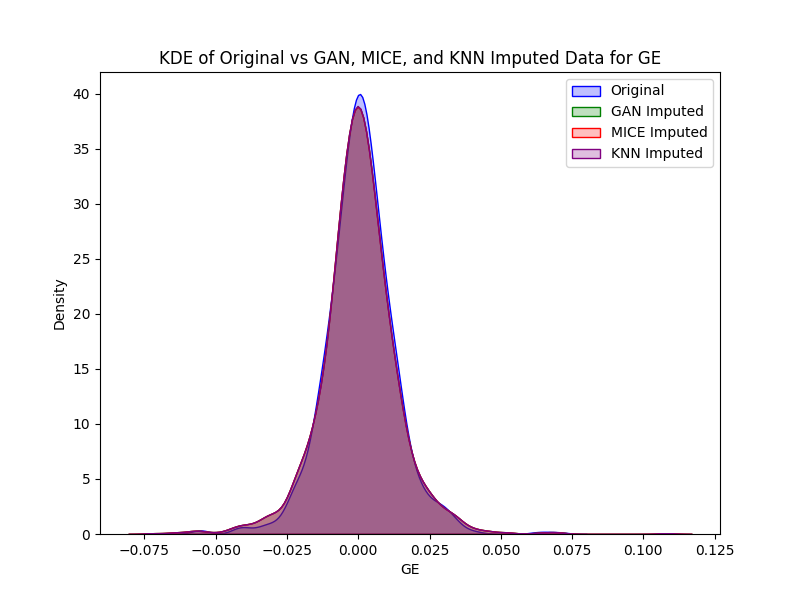 KDE of Original vs GAN, MICE, and KNN Imputed Data for GE
Original
GAN Imputed
MICE Imputed
KNN Imputed
Density
40
35
30
25
20
15
10
5
0
−0.075 −0.050 −0.025 0.000 0.025 0.050 0.075 0.100 0.125
GE